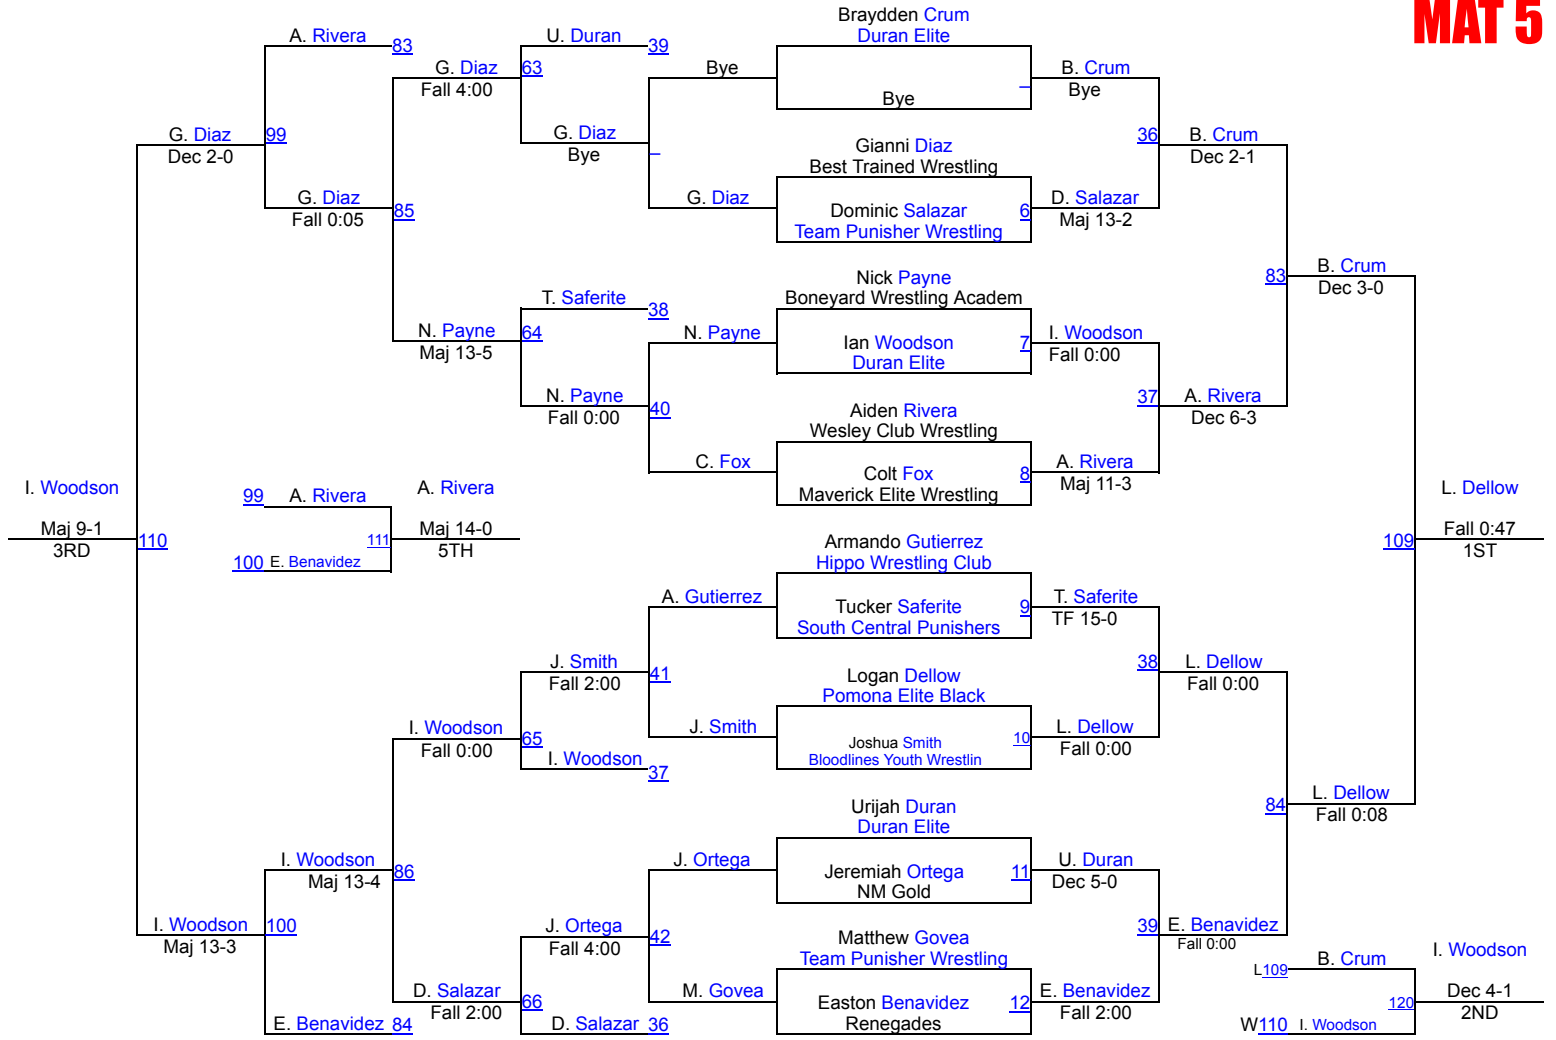 MAT 5
Braydden Crum
Duran Elite
Bye
Gianni Diaz
Best Trained Wrestling
Dominic Salazar
6
Team Punisher Wrestling
Nick Payne
Boneyard Wrestling Academ
Ian Woodson
7
Duran Elite
Aiden Rivera
Wesley Club Wrestling
Colt Fox
8
Maverick Elite Wrestling
Armando Gutierrez
Hippo Wrestling Club
Tucker Saferite
9
South Central Punishers
Logan Dellow
Pomona Elite Black
Joshua Smith
10
Bloodlines Youth Wrestlin
Urijah Duran
Duran Elite
Jeremiah Ortega
11
NM Gold
Matthew Govea
Team Punisher Wrestling
Easton Benavidez
12
Renegades
B. Crum
Bye
36
D. Salazar
Maj 13-2
I. Woodson
Fall 0:00
37
A. Rivera
Maj 11-3
T. Saferite
TF 15-0
38
L. Dellow
Fall 0:00
U. Duran
Dec 5-0
39
E. Benavidez
Fall 2:00
B. Crum
Dec 2-1
83
A. Rivera
Dec 6-3
L. Dellow
Fall 0:00
84
E. Benavidez
Fall 0:00
B. Crum
Dec 3-0
109
L. Dellow
Fall 0:08
L. Dellow
Fall 0:47
1ST
L109
B. Crum
120
W110 I. Woodson
I. Woodson
Dec 4-1
2ND
Bye
G. Diaz
N. Payne
40
C. Fox
A. Gutierrez
41
J. Smith
J. Ortega
42
M. Govea
U. Duran
39
63
G. Diaz
Bye
T. Saferite
38
64
N. Payne
Fall 0:00
J. Smith
Fall 2:00
65
I. Woodson
37
J. Ortega
Fall 4:00
66
D. Salazar 36
G. Diaz
Fall 4:00
85
N. Payne
Maj 13-5
I. Woodson
Fall 0:00
86
D. Salazar
Fall 2:00
A. Rivera
83
99
G. Diaz
Fall 0:05
I. Woodson
Maj 13-4
100
E. Benavidez 84
G. Diaz
Dec 2-0
110
I. Woodson
Maj 13-3
I. Woodson
Maj 9-1
3RD
99 A. Rivera
111
100 E. Benavidez
A. Rivera
Maj 14-0
5TH